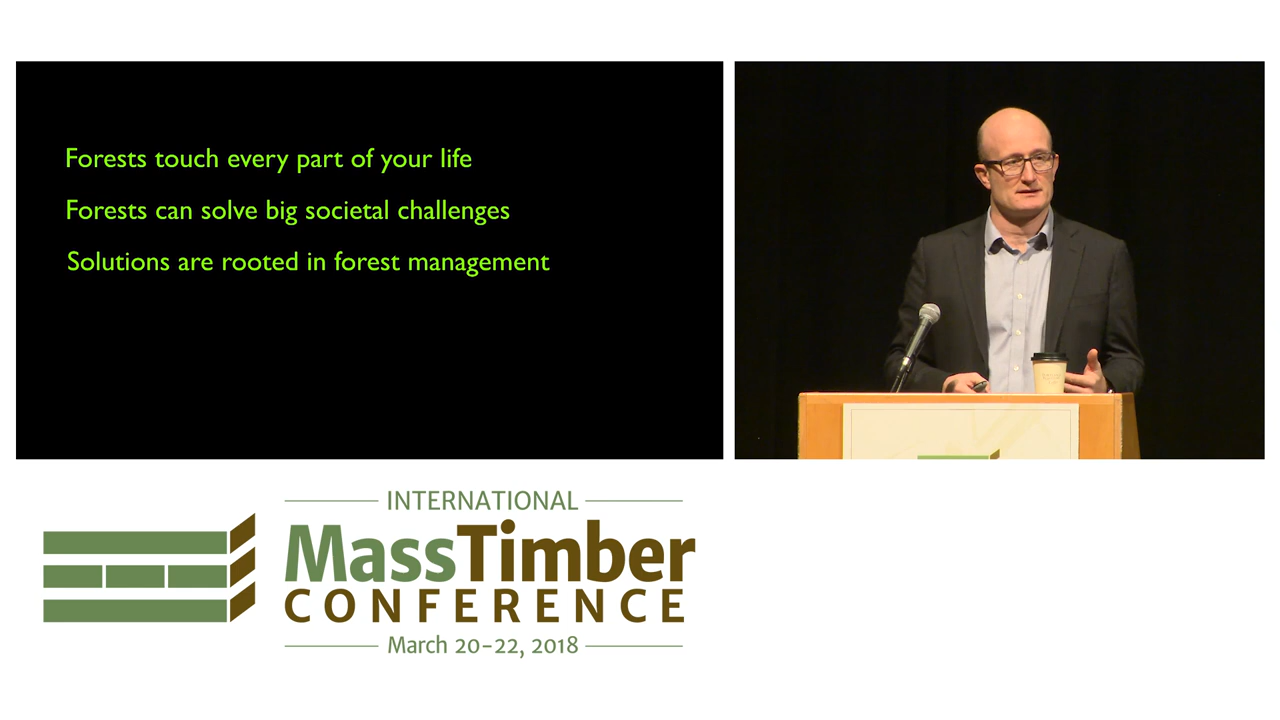 Forests touch every part of your life
Forests can solve big societal challenges
Solutions are rooted in forest management
INTERNATIONAL
MassTimber
CONFERENCE
March 20–22, 2018